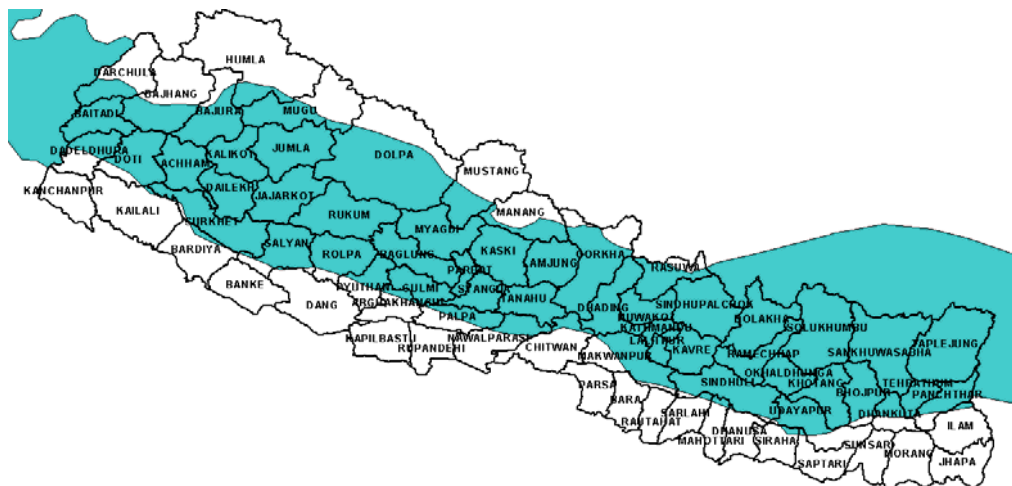 HUMLA
DARCHULA
BAJHANG
BAITADI
BAJURA
MUGU
DADELDHURA
DOTI
ACHHAM
KALIKOT
JUMLA
DOLPA
MUSTANG
KANCHANPUR
KAILALI
DAILEKH
JAJARKOT
RUKUM
MANANG
SURKHET
MYAGDI
BARDIYA
SALYAN
ROLPA
BAGLUNG
KASKI
LAMJUNG
GORKHA
PARBAT
RASUWA
BANKE
DANG
PYUTHAN
GULMI
SYANGJA
TANAHU
ARGHAKHANCHI
PALPA
DHADING
NUWAKOT
SINDHUPALCHOK
DOLAKHA
SOLUKHUMBU
KATHMANDU
LALITPUR
KAVRE
RAMECHHAP
SANKHUWASABHA
TAPLEJUNG
KAPILBASTU
RUPANDEHI
NAWALPARASI
CHITWAN
MAKWANPUR
OKHALDHUNGA
KHOTANG
SINDHULI
BHOJPUR
TEHRATHUM
PANCHTHAR
PARSA
BARA
RAUTAHAT
SARLAHI
MAHOTTARI
DHANUSA
SIRAHA
UDAYAPUR
DHANKUTA
SAPTARI
SUNSARI
MORANG
ILAM
JHAPA